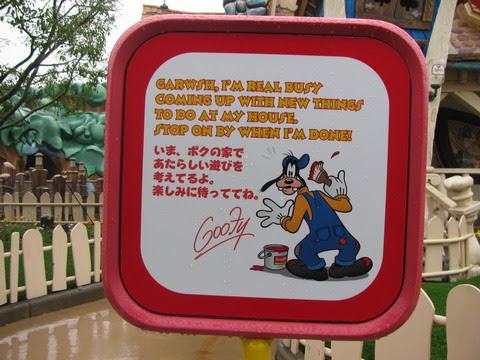 GARWSH, I'M REAL BUSY
COMING UP WITH NEW THINGS
TO DO AT MY HOUSE.
STOP ON BY WHEN I'M DONE!
いま、ボクの家で
あたらしい遊びを
考えてるよ。
楽しみに待っててね。
Goofy